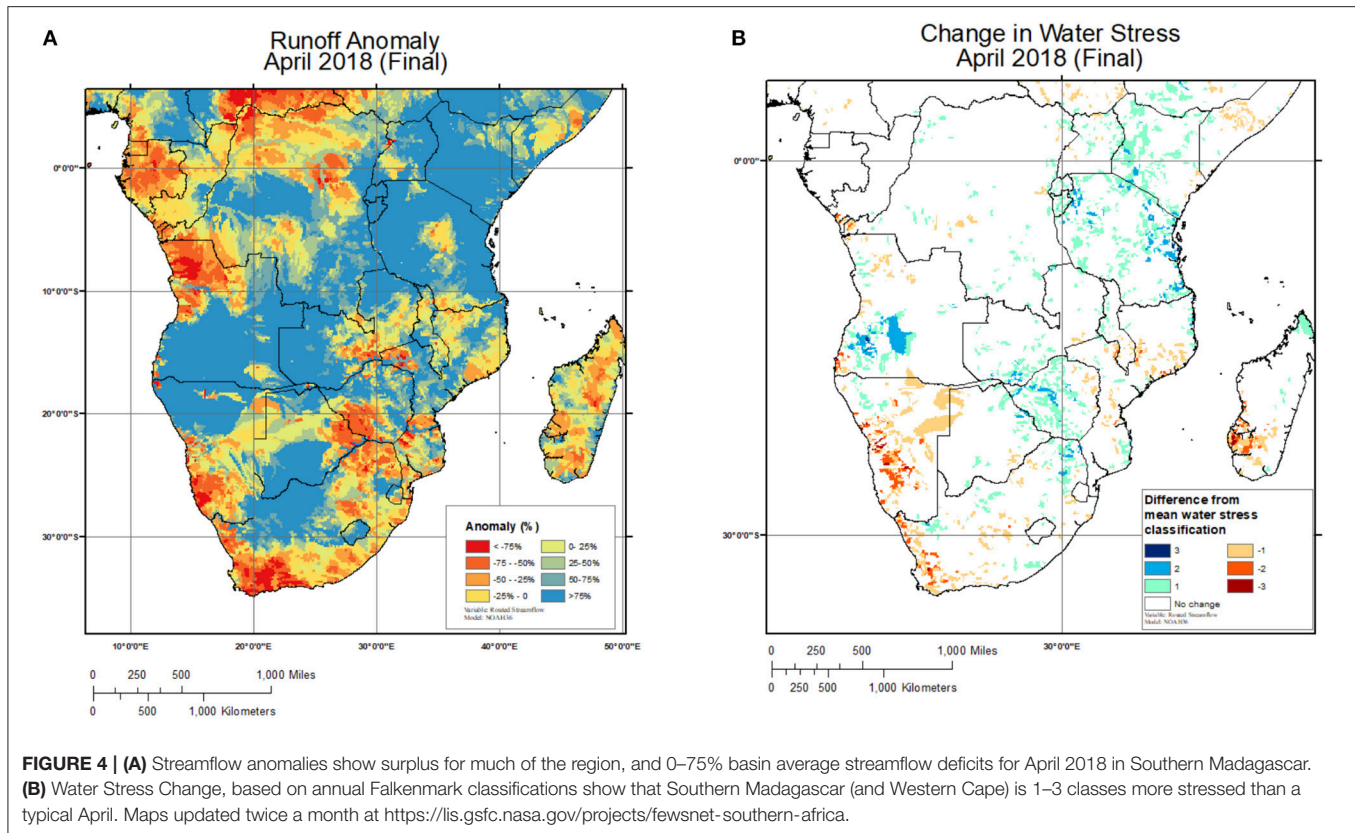 A
Runoff Anomaly
April 2018 (Final)
0°0'0"
10°0'0"S
20°0'0"S
30°0'0"S
10°0'0"E
20°0'0"E
30°0'0"E
40°0'0"E
50°0'0"E
Anomaly (%)
< -75%
-75 - -50%
-50 - -25%
-25% - 0
0- 25%
25-50%
50-75%
>75%
Variable: Routed Streamflow
Model: NOAH36
0 250 500 1,000 Miles
0 500 1,000 Kilometers
B
Change in Water Stress
April 2018 (Final)
0°0'0"
30°0'0"S
30°0'0"E
Difference from
mean water stress
classification
3
2
1
-1
-2
-3
No change
Variable: Routed Streamflow
Model: NOAH36
0 250 500 1,000 Miles
0 250 500 1,000 Kilometers
FIGURE 4 | (A) Streamflow anomalies show surplus for much of the region, and 0–75% basin average streamflow deficits for April 2018 in Southern Madagascar.
(B) Water Stress Change, based on annual Falkenmark classifications show that Southern Madagascar (and Western Cape) is 1–3 classes more stressed than a
typical April. Maps updated twice a month at https://lis.gsfc.nasa.gov/projects/fewsnet-southern-africa.